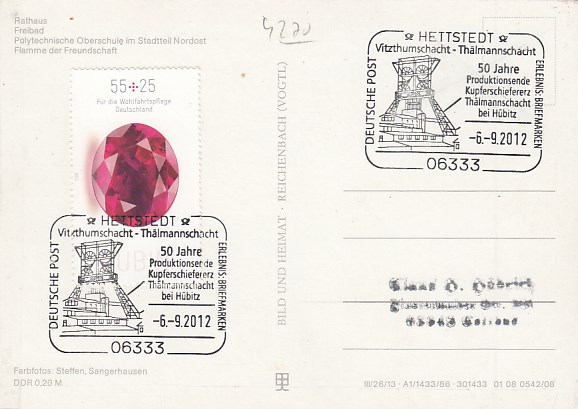 Rathaus
Freibad
Polytechnische Oberschule im Stadtteil Nordost
Flamme der Freundschaft
4220
55+25
Für die Wohlfahrtspflege
Deutschland
HETTSTEDT
Vitzthumschacht - Thälmannschacht
DEUTSCHE POST
50 Jahre
Produktionsende
Kupferschiefererz
Thälmannschacht
bei Hübitz
ERLEBNIS: BRIEFMARKEN
-6.-9.2012
06333
HETTSTEDT
Vitzthumschacht - Thälmannschacht
DEUTSCHE POST
50 Jahre
Produktionsende
Kupferschiefererz
Thälmannschacht
bei Hübitz
ERLEBNIS: BRIEFMARKEN
-6.-9.2012
06333
BILD UND HEIMAT · REICHENBACH (VOGTL)
Farbfotos: Steffen, Sangerhausen
DDR 0,20 M
III/26/13 · A1/1433/86 · 301433 01 08 0542/08